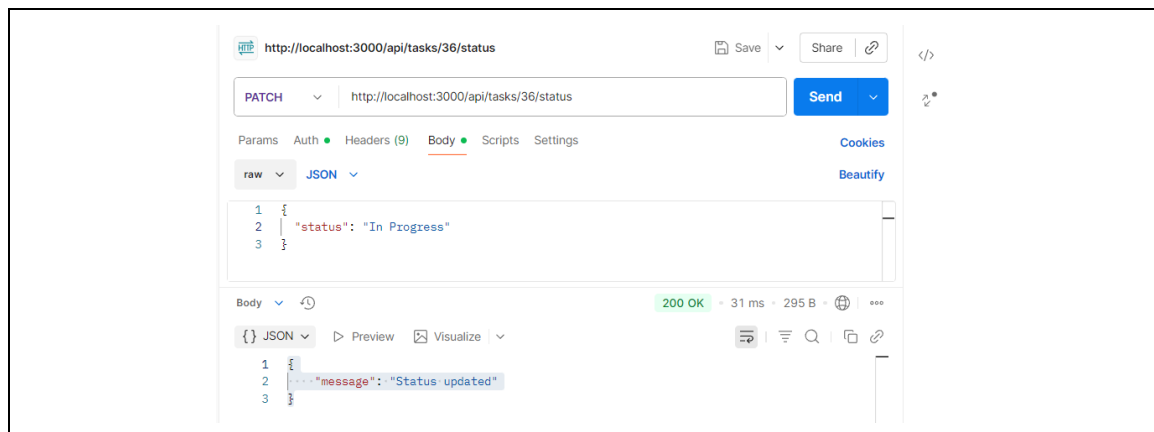 HTTP http://localhost:3000/api/tasks/36/status Save Share
PATCH http://localhost:3000/api/tasks/36/status Send
Params Auth Headers (9) Body Scripts Settings Cookies
raw JSON Beautify
1 {
2 "status": "In Progress"
3 }
Body 200 OK 31 ms 295 B
{} JSON Preview Visualize
1 {
2 "message": "Status updated"
3 }